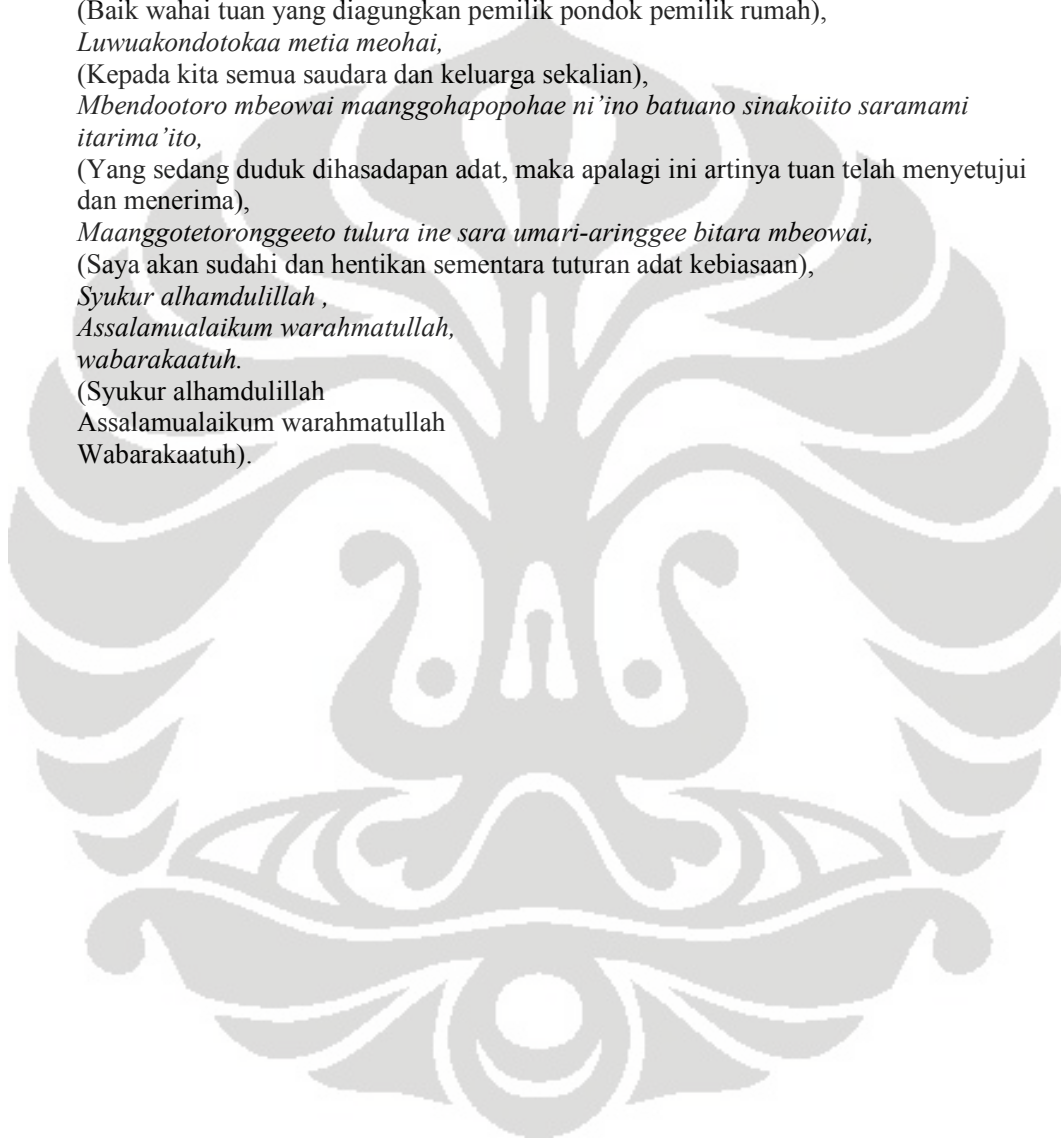 (Baik wahai tuan yang diagungkan pemilik pondok pemilik rumah),
Luwuakondotokaa metia meohai,
(Kepada kita semua saudara dan keluarga sekalian),
Mbendootoro mbeowai maanggohapopohae ni’ino batuano sinakoiito saramami
itarima’ito,
(Yang sedang duduk dihasadapan adat, maka apalagi ini artinya tuan telah menyetujui
dan menerima),
Maanggotetoronggeeto tulura ine sara umari-aringgee bitara mbeowai,
(Saya akan sudahi dan hentikan sementara tuturan adat kebiasaan),
Syukur alhamdulillah ,
Assalamualaikum warahmatullah,
wabarakaatuh.
(Syukur alhamdulillah
Assalamualaikum warahmatullah
Wabarakaatuh).